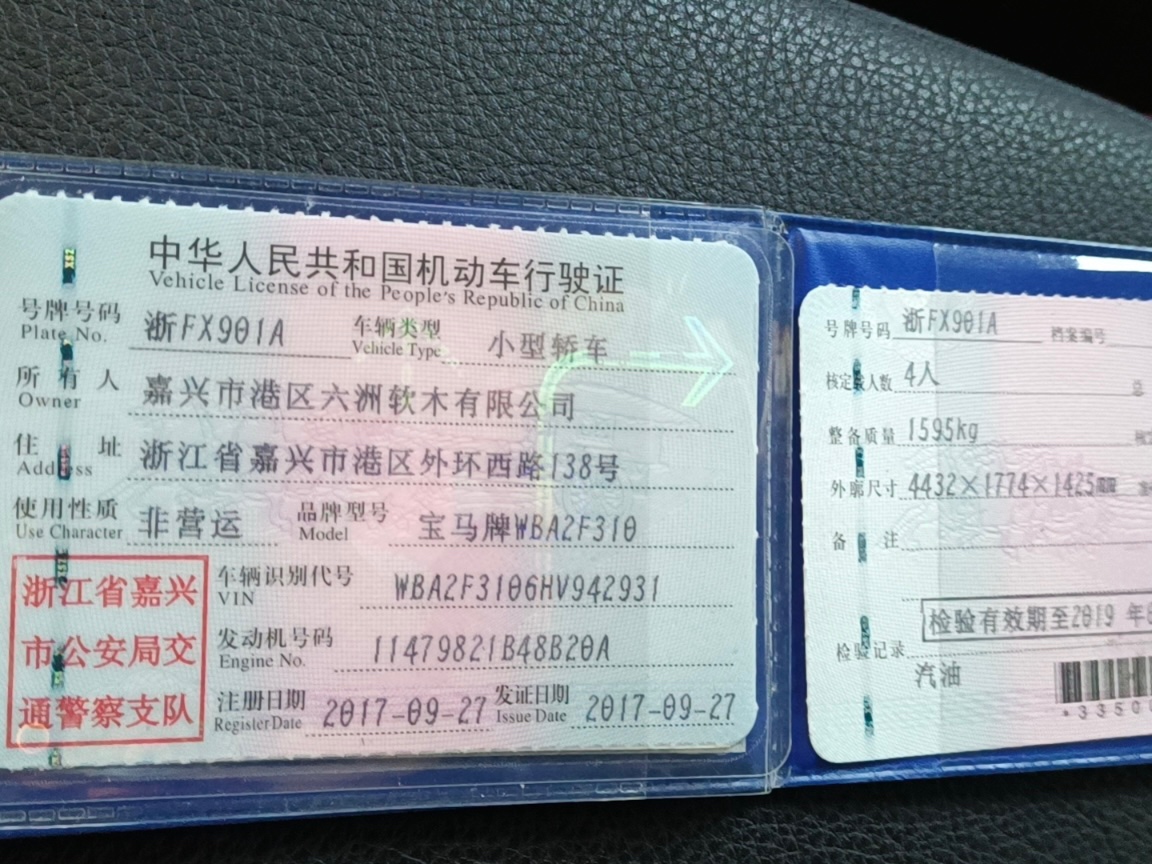 中华人民共和国机动车行驶证
Vehicle License of the People's Republic of China
号牌号码 浙FX901A 车辆类型 小型轿车
Plate No. Vehicle Type
所有人 嘉兴市港区六洲软木有限公司
Owner
住址 浙江省嘉兴市港区外环西路138号
Address
使用性质 非营运 品牌型号 宝马牌WBA2F310
Use Character Model
浙江省嘉兴
市公安局交
通警察支队
车辆识别代号 WBA2F3106HV942931
VIN
发动机号码 11479821B48B20A
Engine No.
注册日期 2017-09-27 发证日期 2017-09-27
Register Date Issue Date
号牌号码 浙FX901A 档案编号
核定载人数 4人 总
整备质量 1595kg
外廓尺寸 4432×1774×1425mm
备注
检验有效期至2019 年
检验记录
汽油
*3350